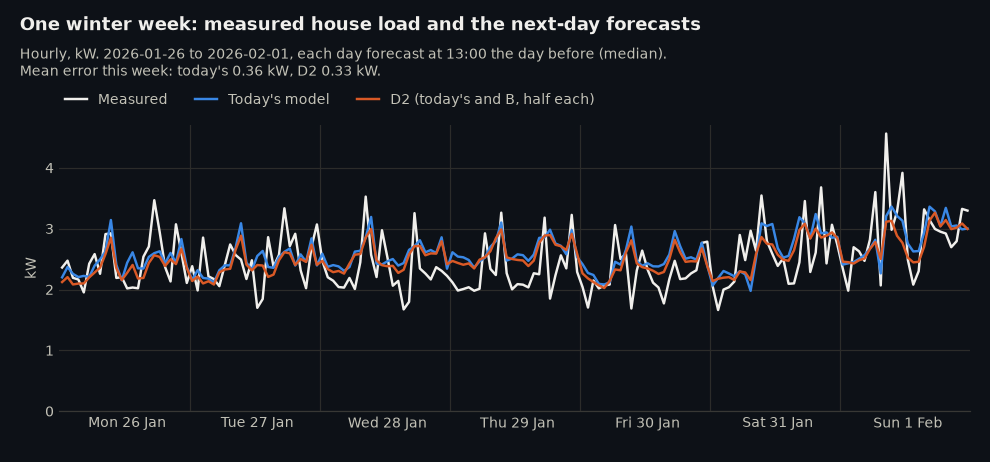 One winter week: measured house load and the next-day forecasts
Hourly, kW. 2026-01-26 to 2026-02-01, each day forecast at 13:00 the day before (median).
Mean error this week: today's 0.36 kW, D2 0.33 kW.
Measured
Today's model
D2 (today's and B, half each)
kW
4
3
2
1
0
Mon 26 Jan
Tue 27 Jan
Wed 28 Jan
Thu 29 Jan
Fri 30 Jan
Sat 31 Jan
Sun 1 Feb